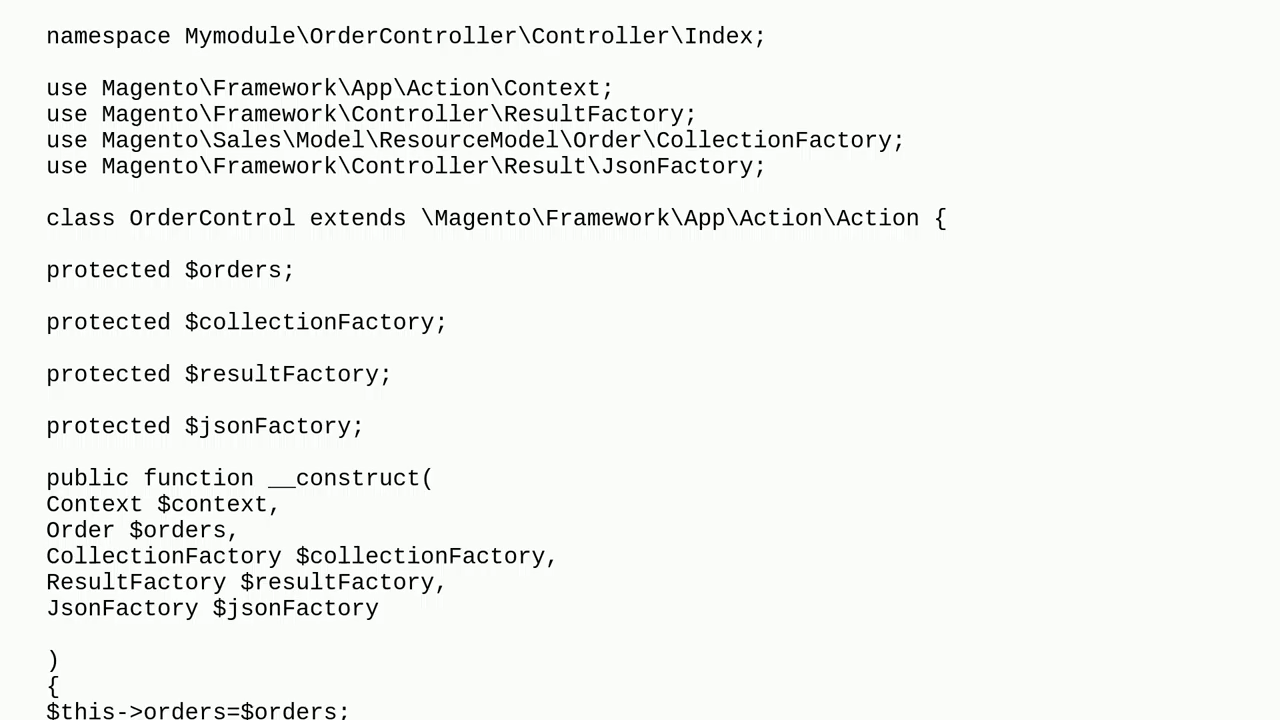 namespace Mymodule\OrderController\Controller\Index;
use Magento\Framework\App\Action\Context;
use Magento\Framework\Controller\ResultFactory;
use Magento\Sales\Model\ResourceModel\Order\CollectionFactory;
use Magento\Framework\Controller\Result\JsonFactory;
class OrderControl extends \Magento\Framework\App\Action\Action {
protected $orders;
protected $collectionFactory;
protected $resultFactory;
protected $jsonFactory;
public function __construct(
Context $context,
Order $orders,
CollectionFactory $collectionFactory,
ResultFactory $resultFactory,
JsonFactory $jsonFactory
)
{
$this->orders=$orders;